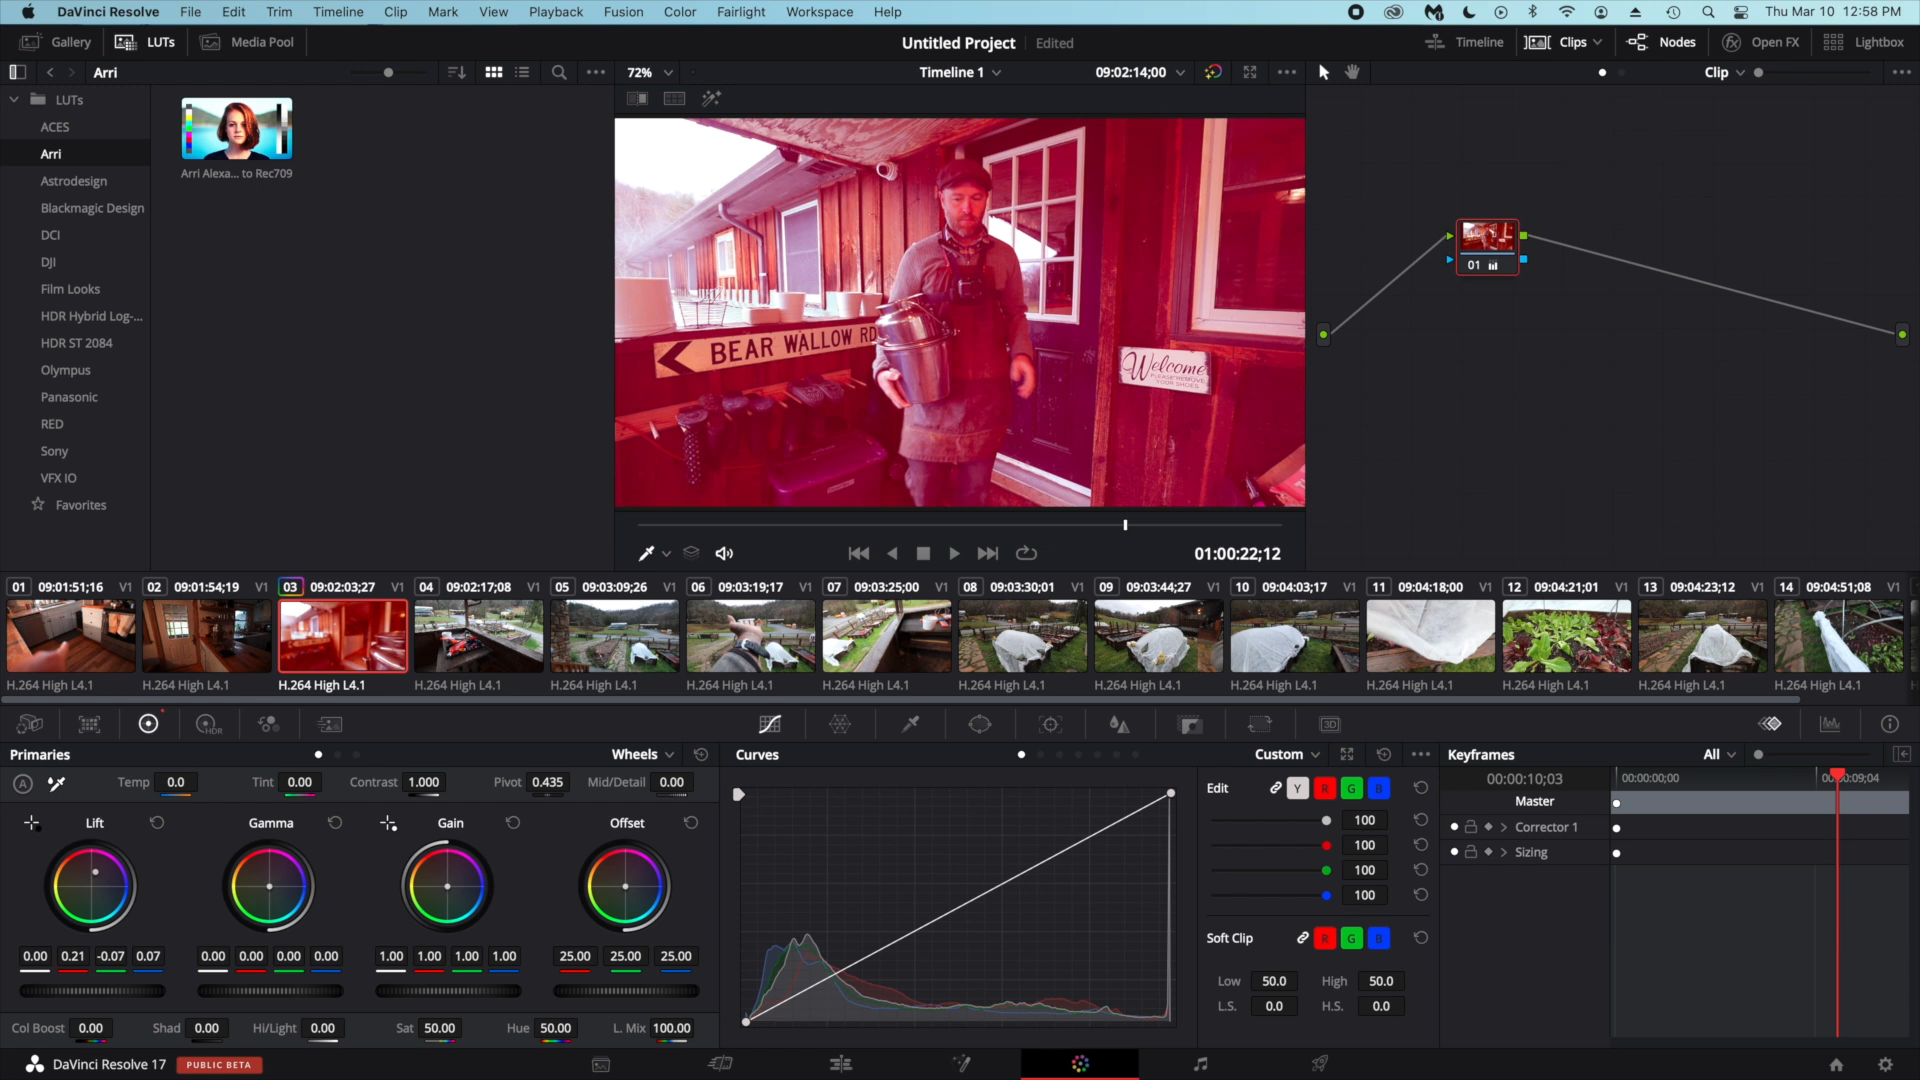 DaVinci Resolve File Edit Trim Timeline Clip Mark View Playback Fusion Color Fairlight Workspace Help Thu Mar 10 12:58 PM
Gallery LUTs Media Pool Untitled Project Edited Timeline Clips Nodes Open FX Lightbox
Arri 72% Timeline 1 09:02:14;00 Clip
LUTs
ACES
Arri
Astrodesign
Blackmagic Design
DCI
DJI
Film Looks
HDR Hybrid Log-...
HDR ST 2084
Olympus
Panasonic
RED
Sony
VFX IO
Favorites
Arri Alexa... to Rec709
BEAR WALLOW RD
Welcome
PLEASE REMOVE
YOUR SHOES
01
01:00:22;12
01 09:01:51;16 V1 02 09:01:54;19 V1 03 09:02:03;27 V1 04 09:02:17;08 V1 05 09:03:09;26 V1 06 09:03:19;17 V1 07 09:03:25;00 V1 08 09:03:30;01 V1 09 09:03:44;27 V1 10 09:04:03;17 V1 11 09:04:18;00 V1 12 09:04:21;01 V1 13 09:04:23;12 V1 14 09:04:51;08 V1
H.264 High L4.1 H.264 High L4.1 H.264 High L4.1 H.264 High L4.1 H.264 High L4.1 H.264 High L4.1 H.264 High L4.1 H.264 High L4.1 H.264 High L4.1 H.264 High L4.1 H.264 High L4.1 H.264 High L4.1 H.264 High L4.1 H.264 High L4.1
HDR 3D
Primaries Wheels Curves Custom Keyframes All
A Temp 0.0 Tint 0.00 Contrast 1.000 Pivot 0.435 Mid/Detail 0.00
Lift Gamma Gain Offset
0.00 0.21 -0.07 0.07 0.00 0.00 0.00 0.00 1.00 1.00 1.00 1.00 25.00 25.00 25.00
Col Boost 0.00 Shad 0.00 Hi/Light 0.00 Sat 50.00 Hue 50.00 L. Mix 100.00
Edit Y R G B
100
100
100
100
Soft Clip R G B
Low 50.0 High 50.0
L.S. 0.0 H.S. 0.0
00:00:10;03 00:00:00;00
Master
Corrector 1
Sizing
DaVinci Resolve 17 PUBLIC BETA